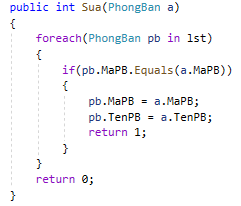 public int Sua(PhongBan a)
{
foreach(PhongBan pb in lst)
{
if(pb.MaPB.Equals(a.MaPB))
{
pb.MaPB = a.MaPB;
pb.TenPB = a.TenPB;
return 1;
}
}
return 0;
}